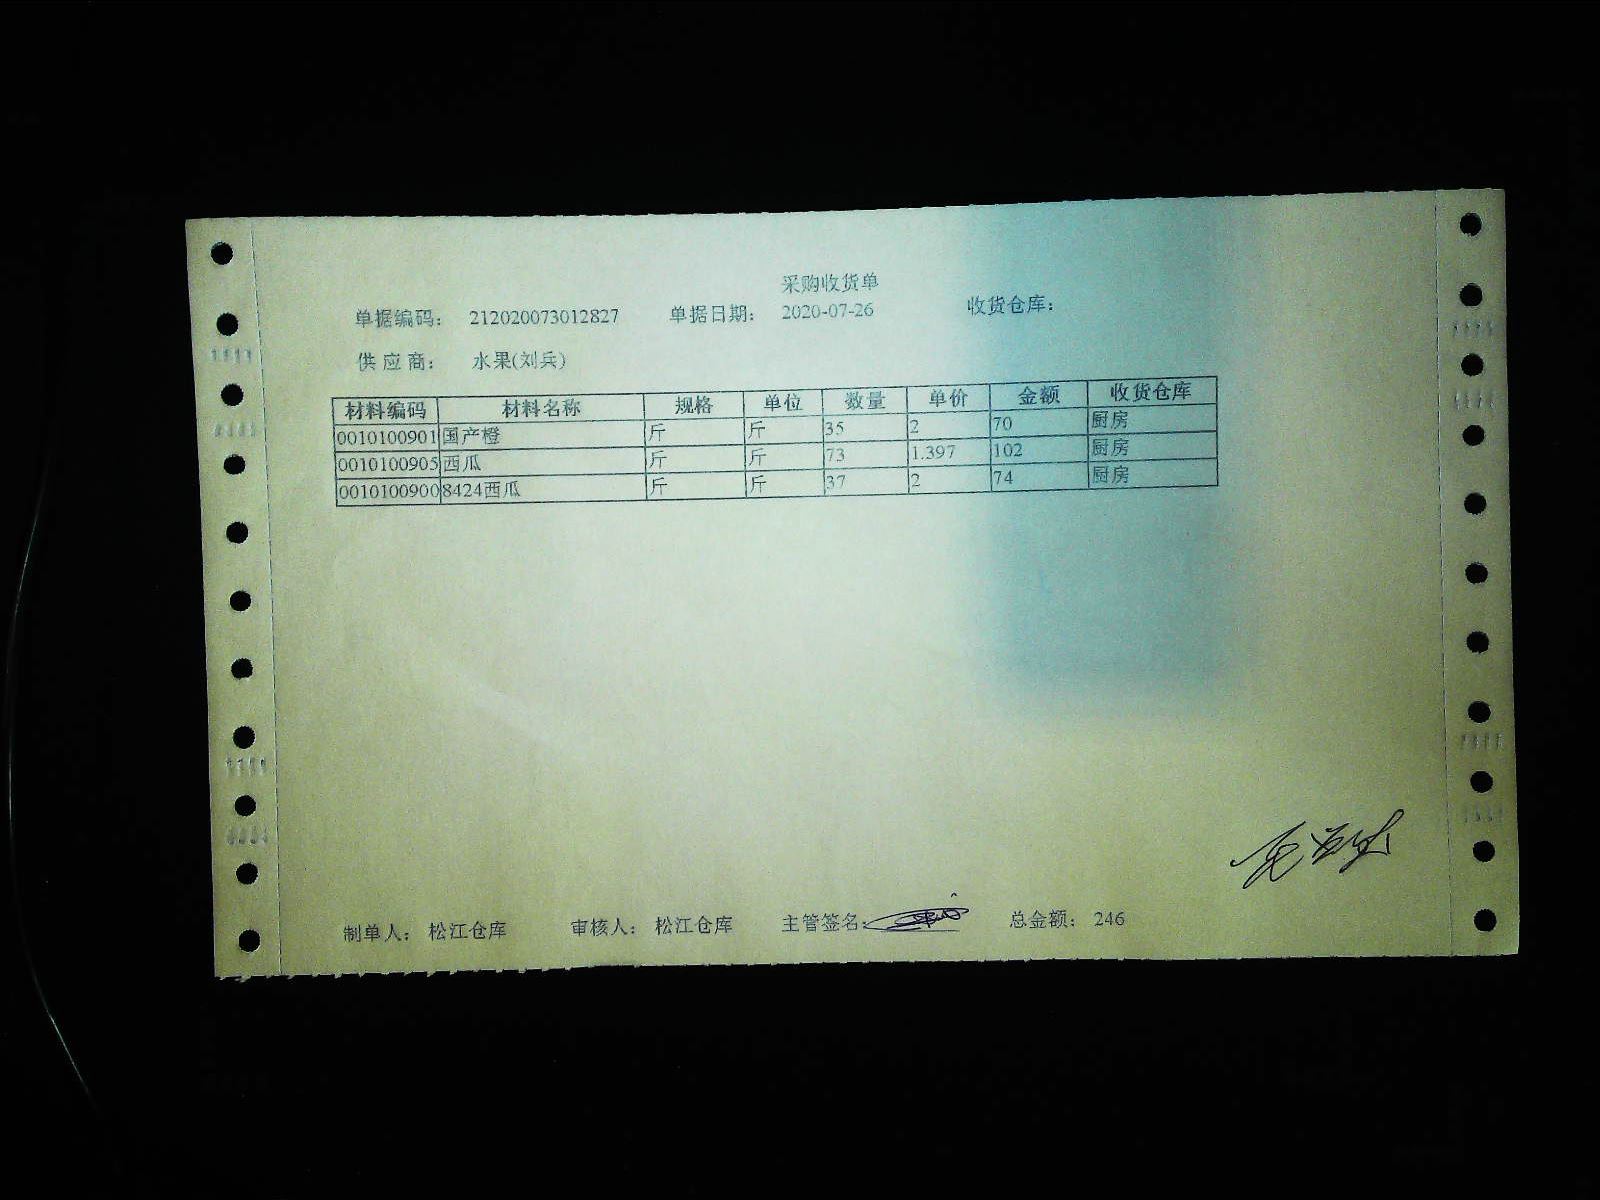 采购收货单
单据编码： 212020073012827 单据日期： 2020-07-26 收货仓库：
供 应 商： 水果(刘兵)
材料编码 材料名称 规格 单位 数量 单价 金额 收货仓库
0010100901 国产橙 斤 斤 35 2 70 厨房
0010100905 西瓜 斤 斤 73 1.397 102 厨房
0010100900 8424西瓜 斤 斤 37 2 74 厨房
制单人： 松江仓库 审核人： 松江仓库 主管签名： 总金额： 246